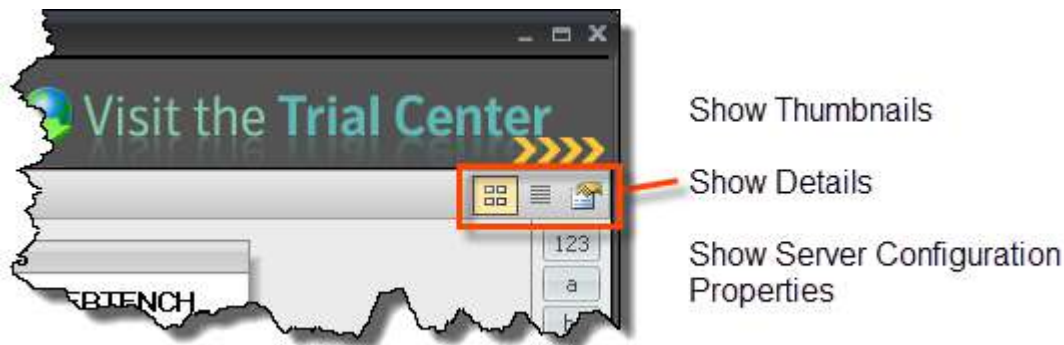 Visit the Trial Center
Show Thumbnails
Show Details
123
a
Show Server Configuration
Properties